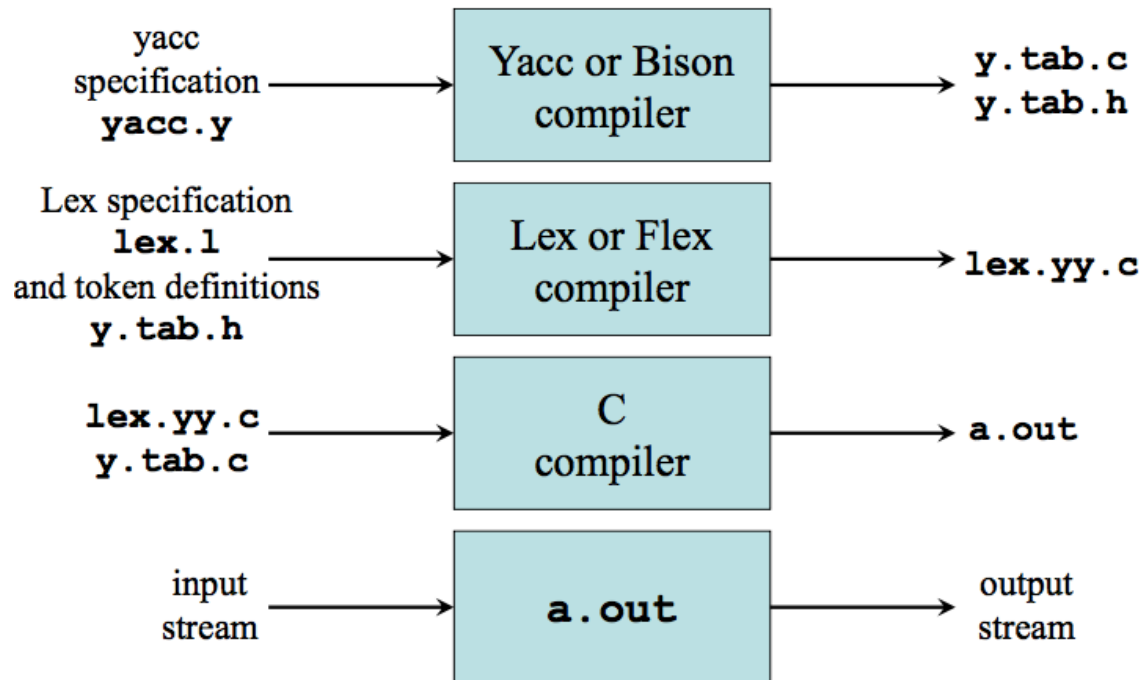 yacc
specification
yacc.y
Yacc or Bison
compiler
y.tab.c
y.tab.h
Lex specification
lex.l
and token definitions
y.tab.h
Lex or Flex
compiler
lex.yy.c
lex.yy.c
y.tab.c
C
compiler
a.out
input
stream
a.out
output
stream